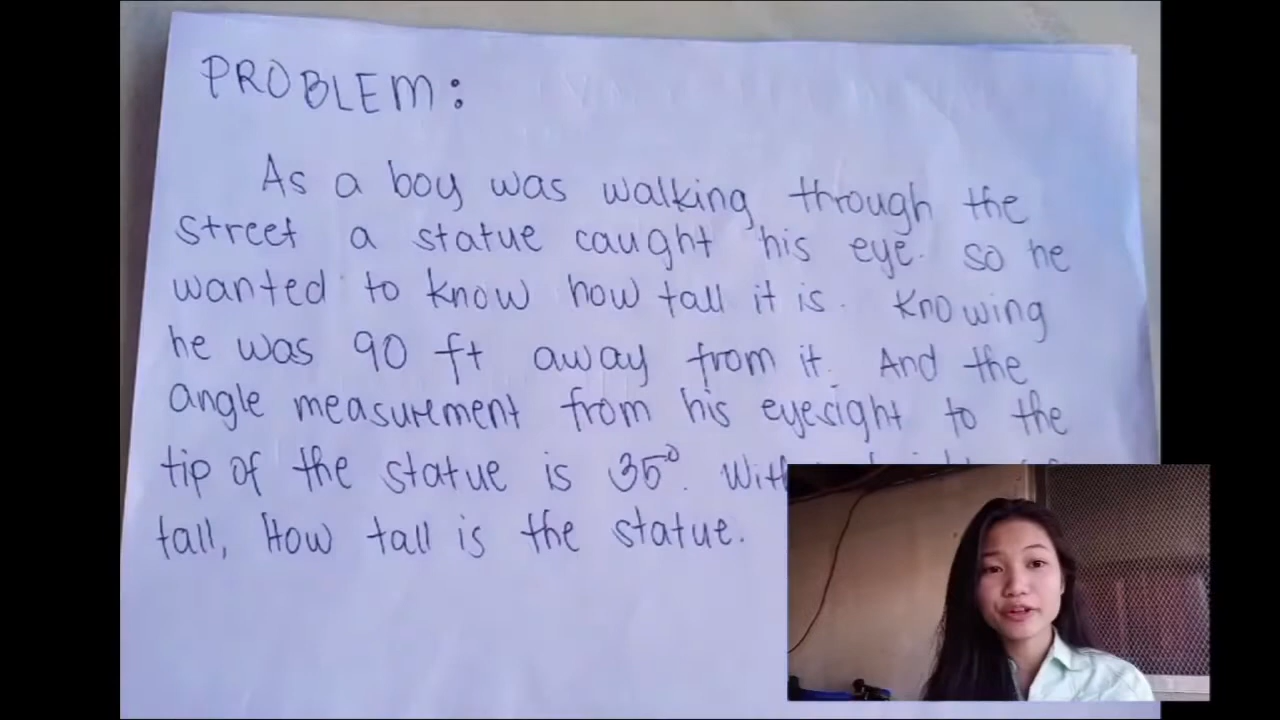 PROBLEM:
As a boy was walking through the
street a statue caught his eye. so he
wanted to know how tall it is. Knowing
he was 90 ft away from it. And the
angle measurement from his eyesight to the
tip of the statue is 35°.
tall, How tall is the statue.